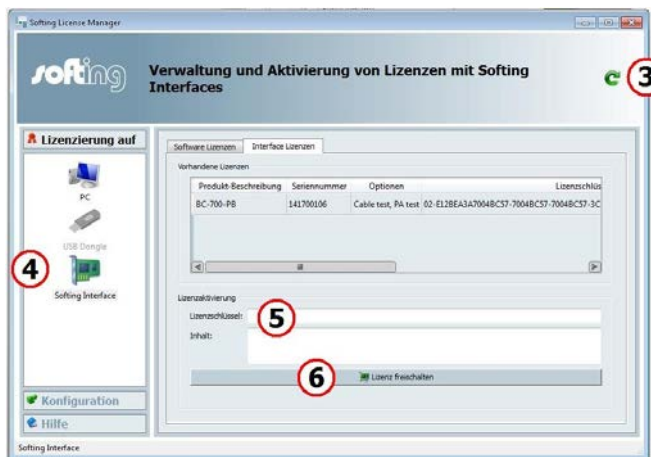 Softing License Manager
softing
Verwaltung und Aktivierung von Lizenzen mit Softing
Interfaces
3
Lizenzierung auf
PC
USB Dongle
4
Softing Interface
Konfiguration
Hilfe
Software Lizenzen Interface Lizenzen
Vorhandene Lizenzen
Produkt-Beschreibung Seriennummer Optionen Lizenzschlüs
BC-700-PB 141700106 Cable test, PA test 02-E12BEA3A7004BC57-7004BC57-7004BC57-3C
Lizenzaktivierung
Lizenzschlüssel:
5
Inhalt:
6
Lizenz freischalten
Softing Interface